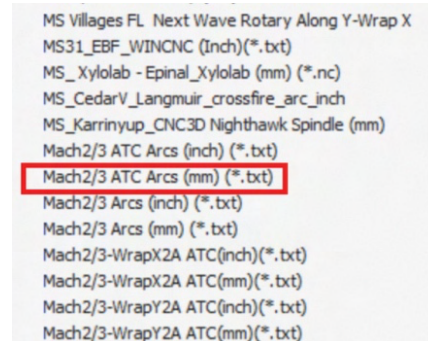 MS Villages FL Next Wave Rotary Along Y-Wrap X
MS31_EBF_WINCNC (Inch)(*.txt)
MS_ Xylolab - Epinal_Xylolab (mm) (*.nc)
MS_CedarV_Langmuir_crossfire_arc_inch
MS_Karrinyup_CNC3D Nighthawk Spindle (mm)
Mach2/3 ATC Arcs (inch) (*.txt)
Mach2/3 ATC Arcs (mm) (*.txt)
Mach2/3 Arcs (inch) (*.txt)
Mach2/3 Arcs (mm) (*.txt)
Mach2/3-WrapX2A ATC(inch)(*.txt)
Mach2/3-WrapX2A ATC(mm)(*.txt)
Mach2/3-WrapY2A ATC(inch)(*.txt)
Mach2/3-WrapY2A ATC(mm)(*.txt)